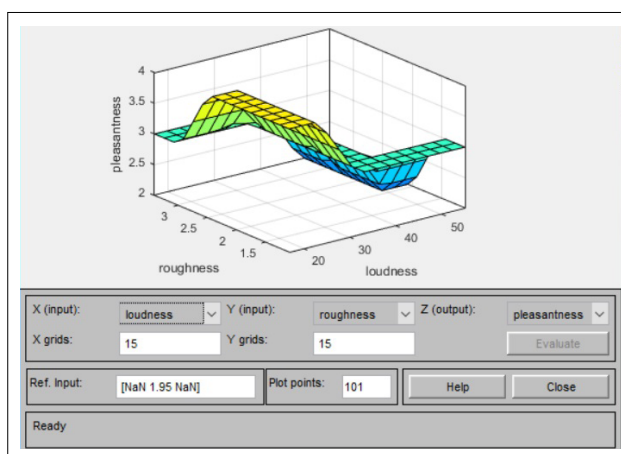 4
3.5
3
2.5
2
pleasantness
3
2.5
2
1.5
roughness
20
30
40
50
loudness
X (input): loudness Y (input): roughness Z (output): pleasantness
X grids: 15 Y grids: 15 Evaluate
Ref. Input: [NaN 1.95 NaN] Plot points: 101 Help Close
Ready